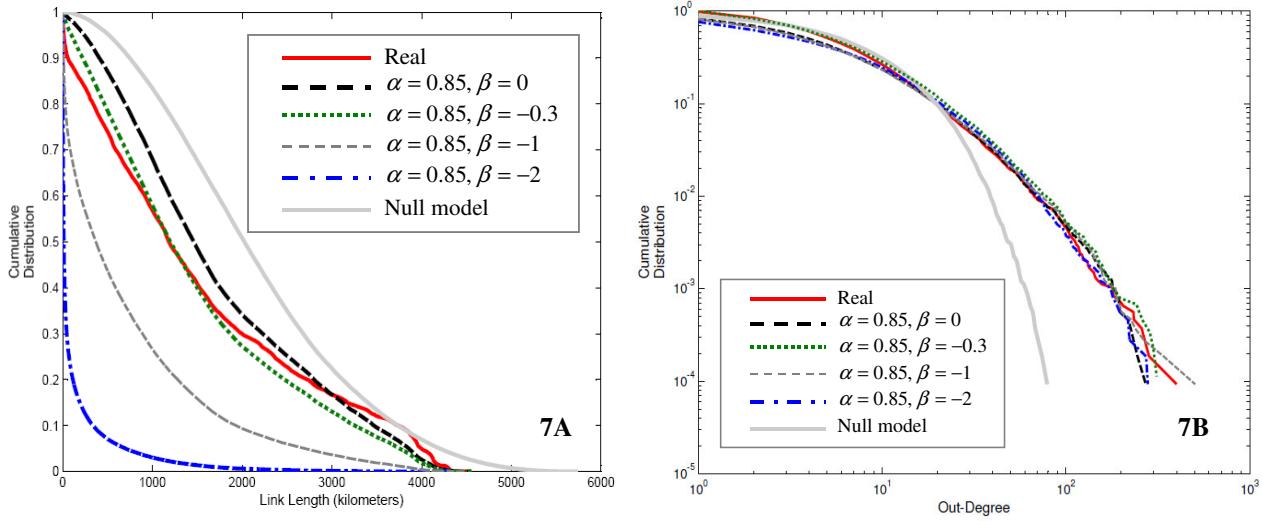 1
0.9
0.8
0.7
0.6
0.5
0.4
0.3
0.2
0.1
0
Cumulative
Distribution
0
1000
2000
3000
4000
5000
6000
Link Length (kilometers)
Real
α = 0.85, β = 0
α = 0.85, β = −0.3
α = 0.85, β = −1
α = 0.85, β = −2
Null model
7A
10^0
10^-1
10^-2
10^-3
10^-4
10^-5
Cumulative
Distribution
10^0
10^1
10^2
10^3
Out-Degree
Real
α = 0.85, β = 0
α = 0.85, β = −0.3
α = 0.85, β = −1
α = 0.85, β = −2
Null model
7B